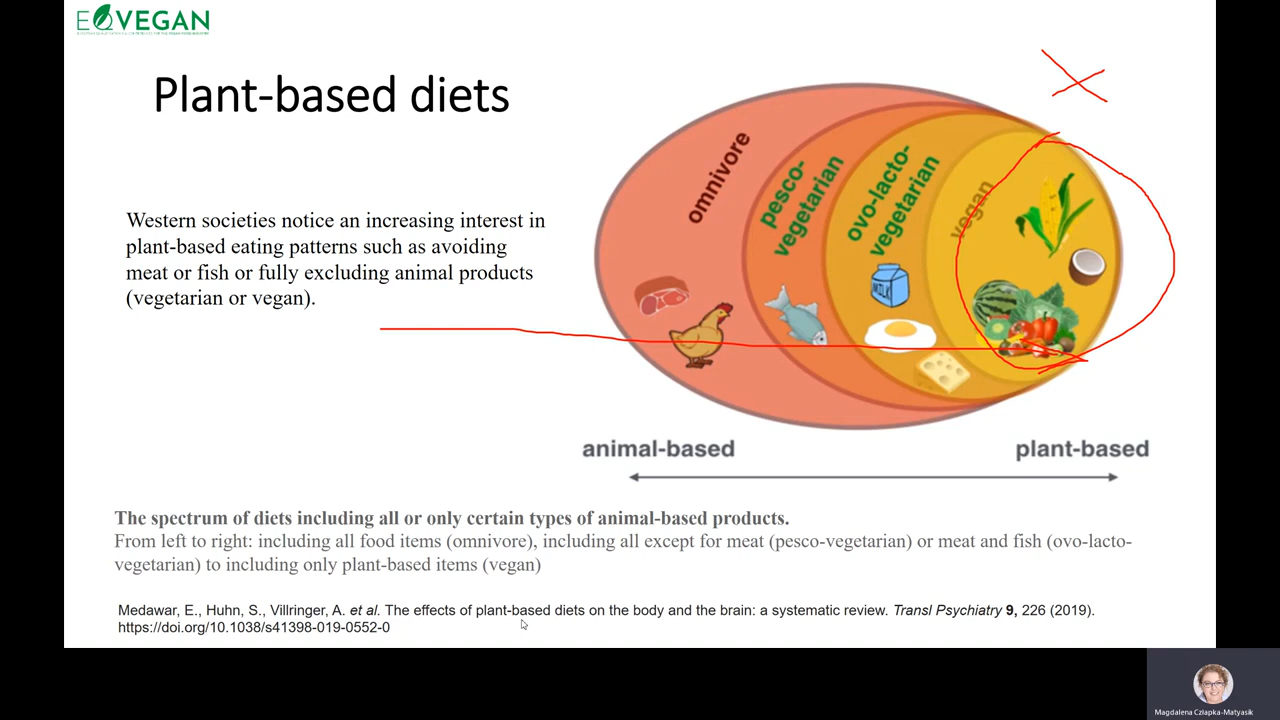 EQVEGAN
Plant-based diets
Western societies notice an increasing interest in
plant-based eating patterns such as avoiding
meat or fish or fully excluding animal products
(vegetarian or vegan).
omnivore
pesco-
vegetarian
ovo-lacto-
vegetarian
vegan
MILK
animal-based
plant-based
The spectrum of diets including all or only certain types of animal-based products.
From left to right: including all food items (omnivore), including all except for meat (pesco-vegetarian) or meat and fish (ovo-lacto-
vegetarian) to including only plant-based items (vegan)
Medawar, E., Huhn, S., Villringer, A. et al. The effects of plant-based diets on the body and the brain: a systematic review. Transl Psychiatry 9, 226 (2019).
https://doi.org/10.1038/s41398-019-0552-0
Magdalena Człapka-Matyasik